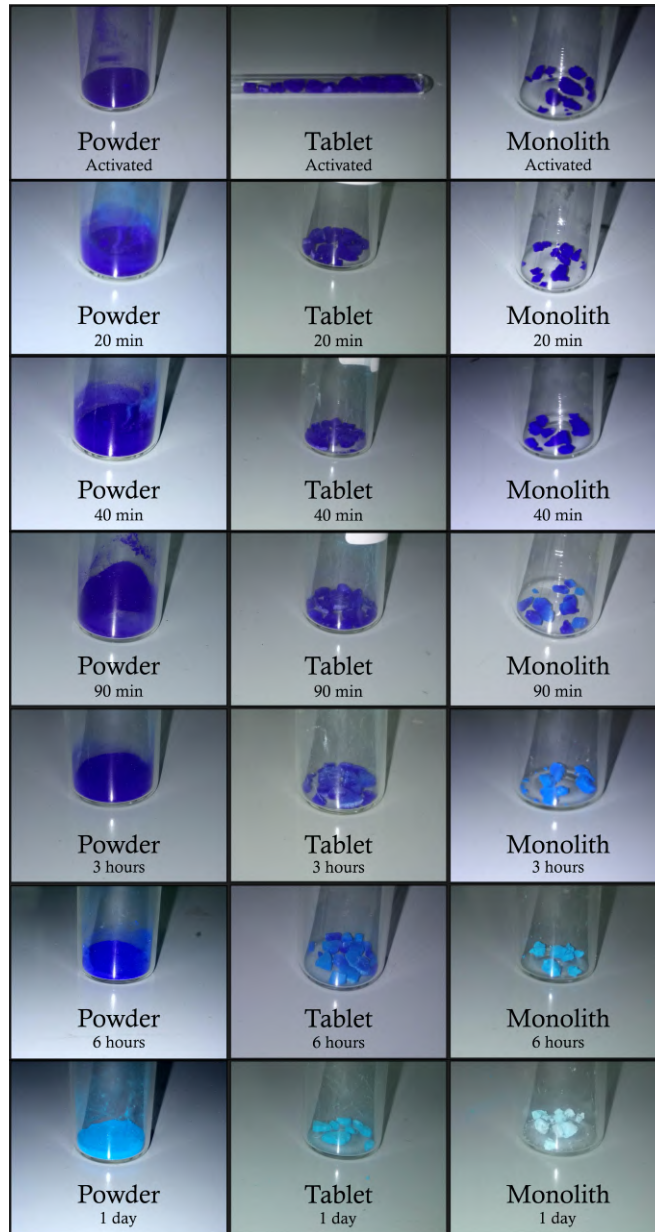 Powder
Activated
Tablet
Activated
Monolith
Activated
Powder
20 min
Tablet
20 min
Monolith
20 min
Powder
40 min
Tablet
40 min
Monolith
40 min
Powder
90 min
Tablet
90 min
Monolith
90 min
Powder
3 hours
Tablet
3 hours
Monolith
3 hours
Powder
6 hours
Tablet
6 hours
Monolith
6 hours
Powder
1 day
Tablet
1 day
Monolith
1 day